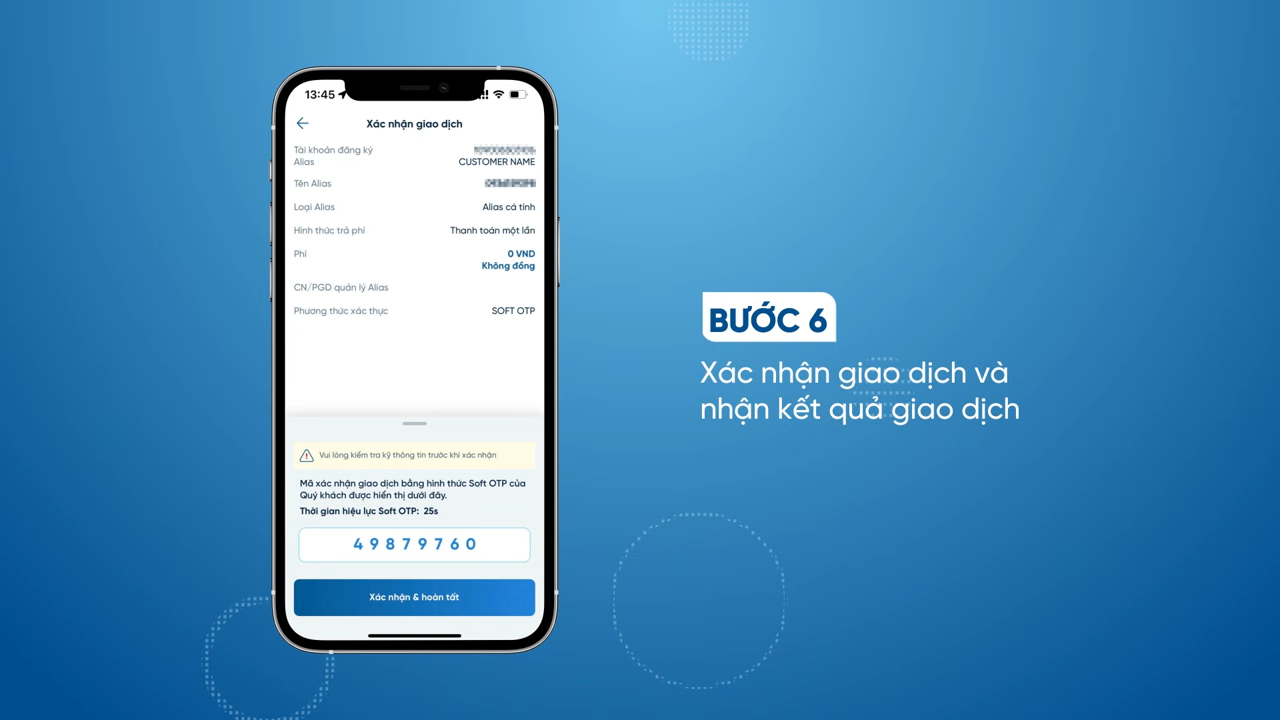 13:45
Xác nhận giao dịch
Tài khoản đăng ký
Alias
CUSTOMER NAME
Tên Alias
Loại Alias
Alias cá tính
Hình thức trả phí
Thanh toán một lần
Phí
0 VND
Không đồng
CN/PGD quản lý Alias
Phương thức xác thực
SOFT OTP
Vui lòng kiểm tra kỹ thông tin trước khi xác nhận
Mã xác nhận giao dịch bằng hình thức Soft OTP của
Quý khách được hiển thị dưới đây.
Thời gian hiệu lực Soft OTP: 25s
49879760
Xác nhận & hoàn tất
BƯỚC 6
Xác nhận giao dịch và
nhận kết quả giao dịch